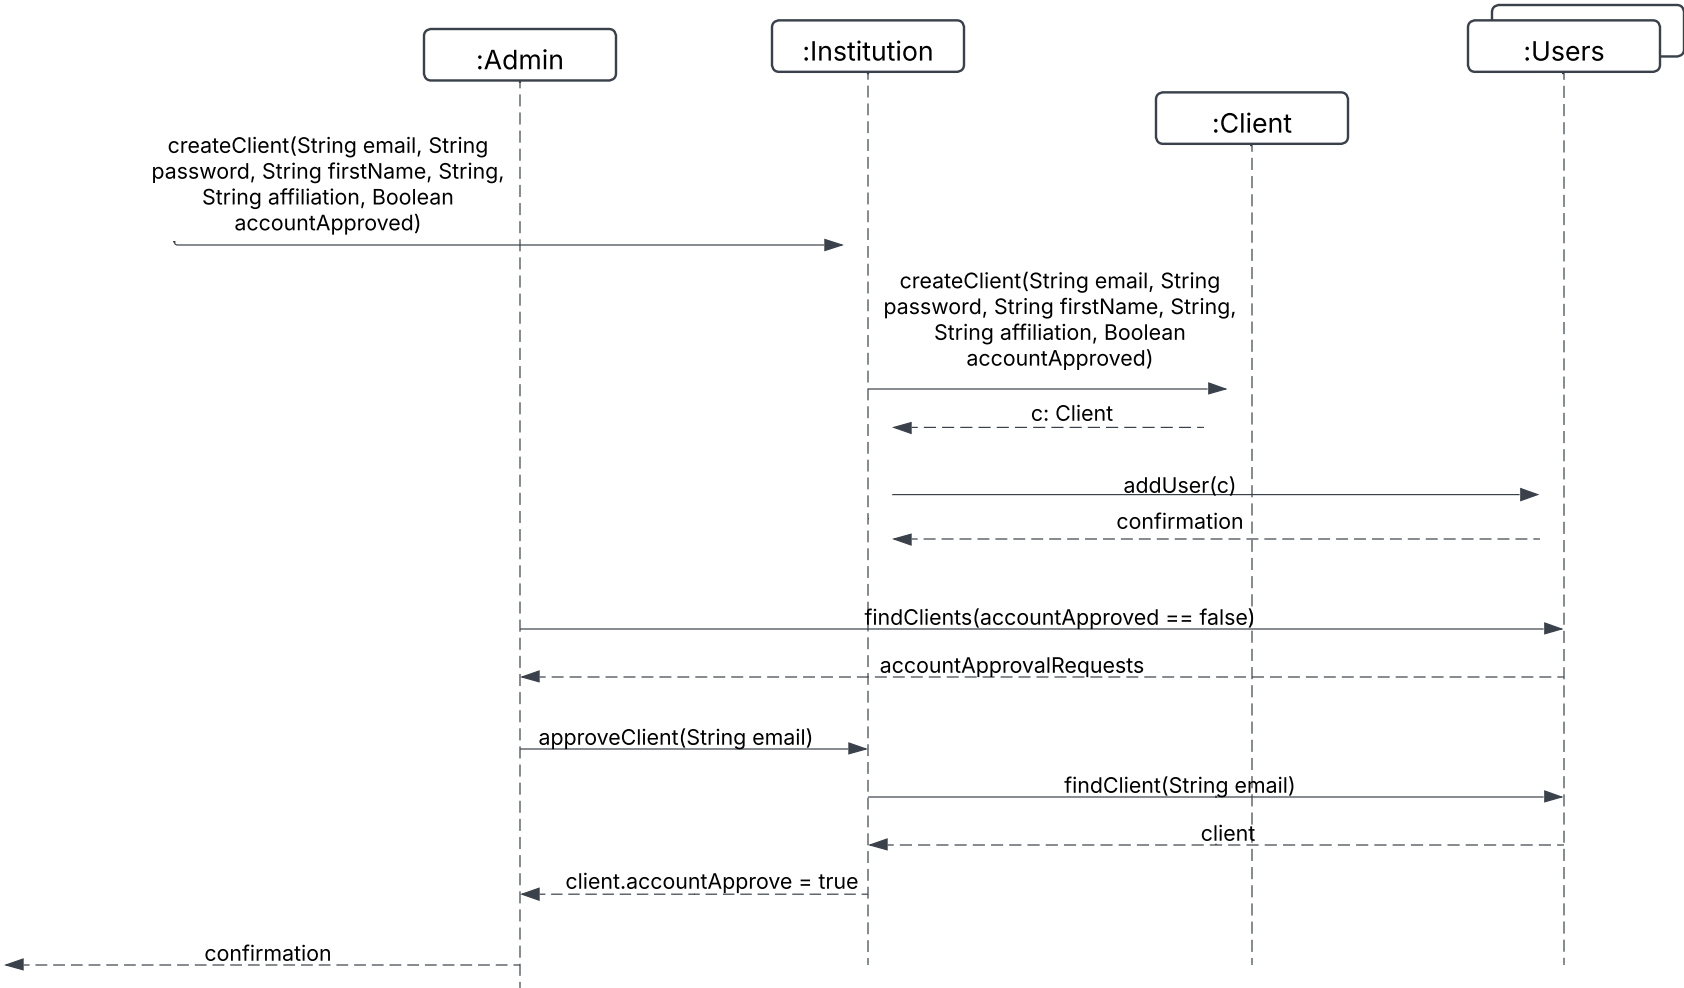 :Admin
:Institution
:Client
:Users
createClient(String email, String
password, String firstName, String,
String affiliation, Boolean
accountApproved)
createClient(String email, String
password, String firstName, String,
String affiliation, Boolean
accountApproved)
c: Client
addUser(c)
confirmation
findClients(accountApproved == false)
accountApprovalRequests
approveClient(String email)
findClient(String email)
client
client.accountApprove = true
confirmation